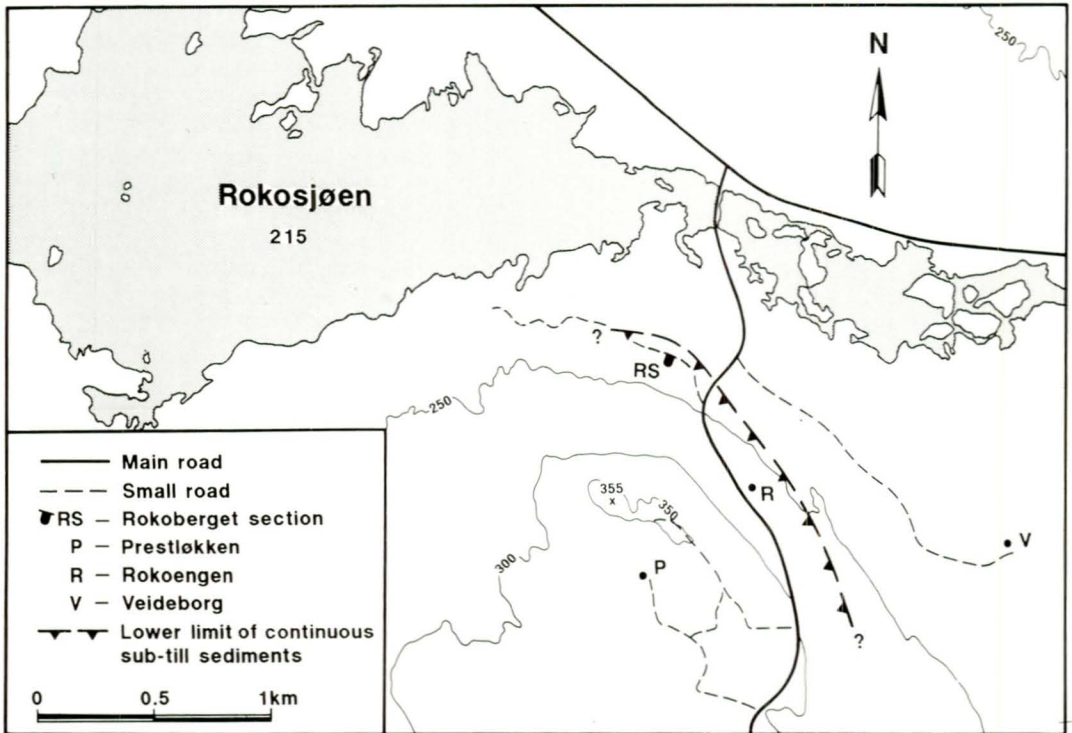 250
N
Rokosjøen
215
?
RS
250
R
355
x
350
300
P
V
?
Main road
Small road
RS – Rokoberget section
P – Prestløkken
R – Rokoengen
V – Veideborg
Lower limit of continuous
sub-till sediments
0 0.5 1km